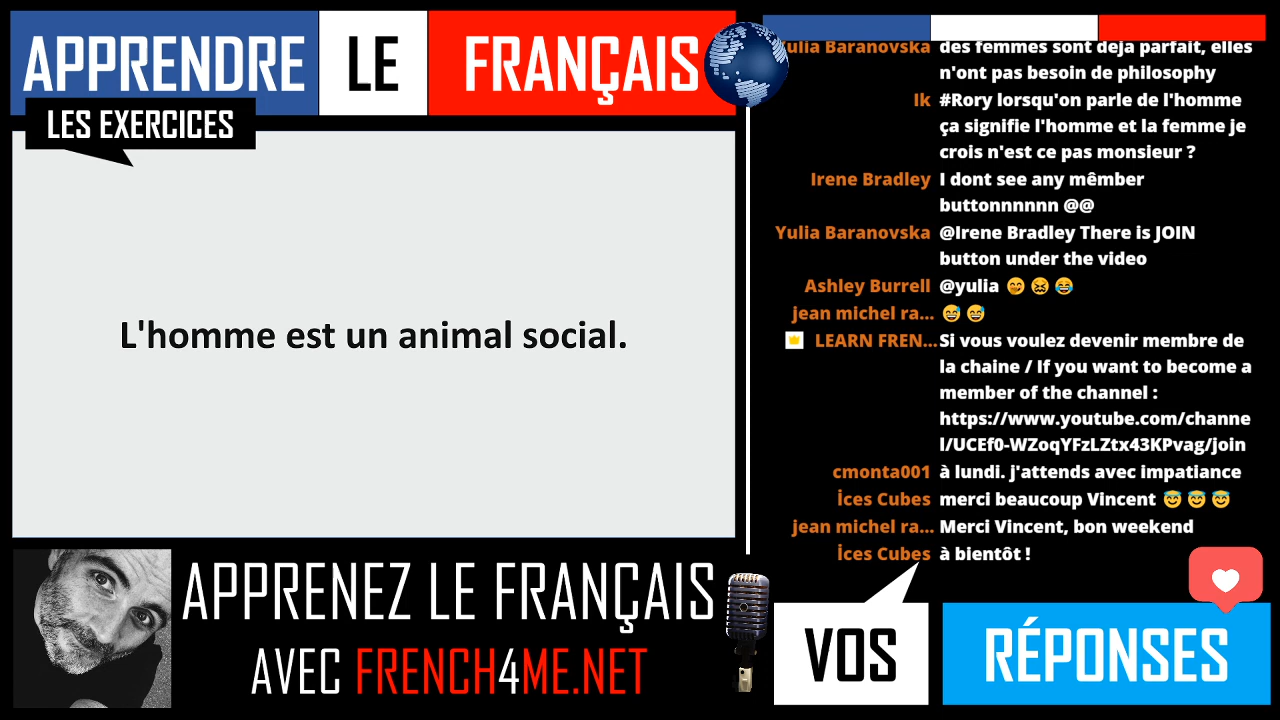 APPRENDRE LE FRANÇAIS
LES EXERCICES
L'homme est un animal social.
APPRENEZ LE FRANÇAIS
AVEC FRENCH4ME.NET
Yulia Baranovska des femmes sont deja parfait, elles
n'ont pas besoin de philosophy
lk #Rory lorsqu'on parle de l'homme
ça signifie l'homme et la femme je
crois n'est ce pas monsieur ?
Irene Bradley I dont see any mêmber
buttonnnnnn @@
Yulia Baranovska @Irene Bradley There is JOIN
button under the video
Ashley Burrell @yulia 🤭 😖 😂
jean michel ra... 😅 😅
LEARN FREN... Si vous voulez devenir membre de
la chaine / If you want to become a
member of the channel :
https://www.youtube.com/channe
l/UCEf0-WZoqYFzLZtx43KPvag/join
cmonta001 à lundi. j'attends avec impatiance
İces Cubes merci beaucoup Vincent 😇 😇 😇
jean michel ra... Merci Vincent, bon weekend
İces Cubes à bientôt !
VOS RÉPONSES